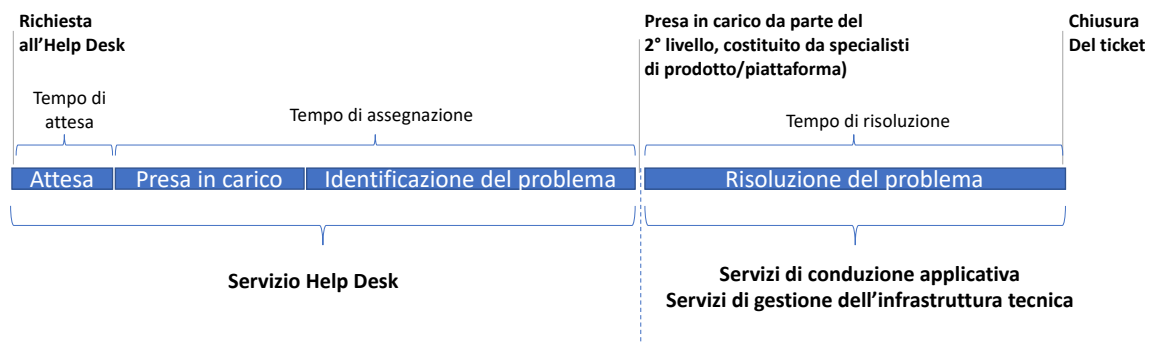 Richiesta
all’Help Desk
Presa in carico da parte del
2° livello, costituito da specialisti
di prodotto/piattaforma)
Chiusura
Del ticket
Tempo di
attesa
Tempo di assegnazione
Tempo di risoluzione
Attesa
Presa in carico
Identificazione del problema
Risoluzione del problema
Servizio Help Desk
Servizi di conduzione applicativa
Servizi di gestione dell’infrastruttura tecnica